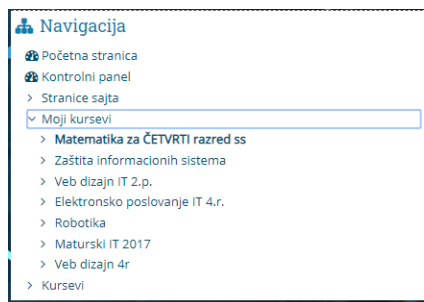 Navigacija
Početna stranica
Kontrolni panel
Stranice sajta
Moji kursevi
Matematika za ČETVRTI razred ss
Zaštita informacionih sistema
Veb dizajn IT 2.p.
Elektronsko poslovanje IT 4.r.
Robotika
Maturski IT 2017
Veb dizajn 4r
Kursevi